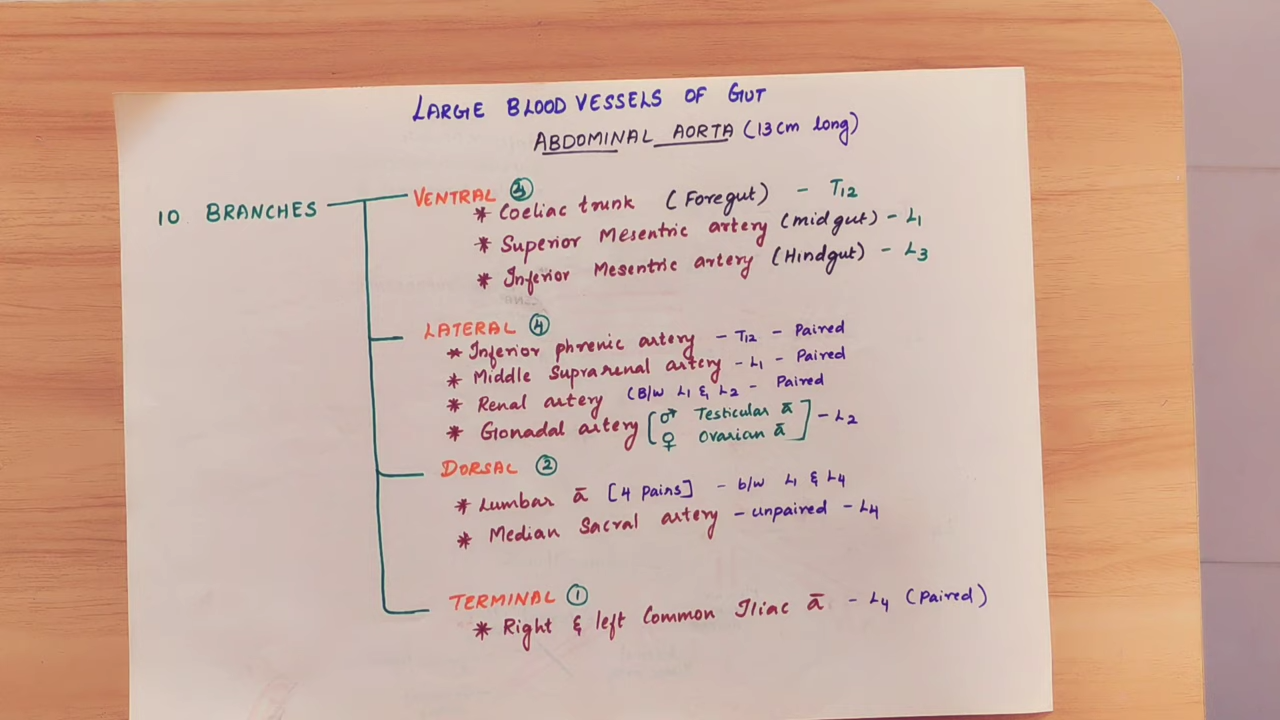 LARGE BLOOD VESSELS OF GUT
ABDOMINAL AORTA (13cm long)
10 BRANCHES
VENTRAL ③
* Coeliac trunk (Foregut) - T12
* Superior Mesentric artery (midgut) - L1
* Inferior Mesentric artery (Hindgut) - L3
LATERAL ④
* Inferior phrenic artery - T12 - Paired
* Middle Suprarenal artery - L1 - Paired
* Renal artery (B/w L1 & L2 - Paired
* Gonadal artery [♂ Testicular ā
♀ Ovarian ā] - L2
DORSAL ②
* Lumbar ā [4 Pairs] - b/w L1 & L4
* Median Sacral artery - unpaired - L4
TERMINAL ①
* Right & left Common Iliac ā - L4 (Paired)